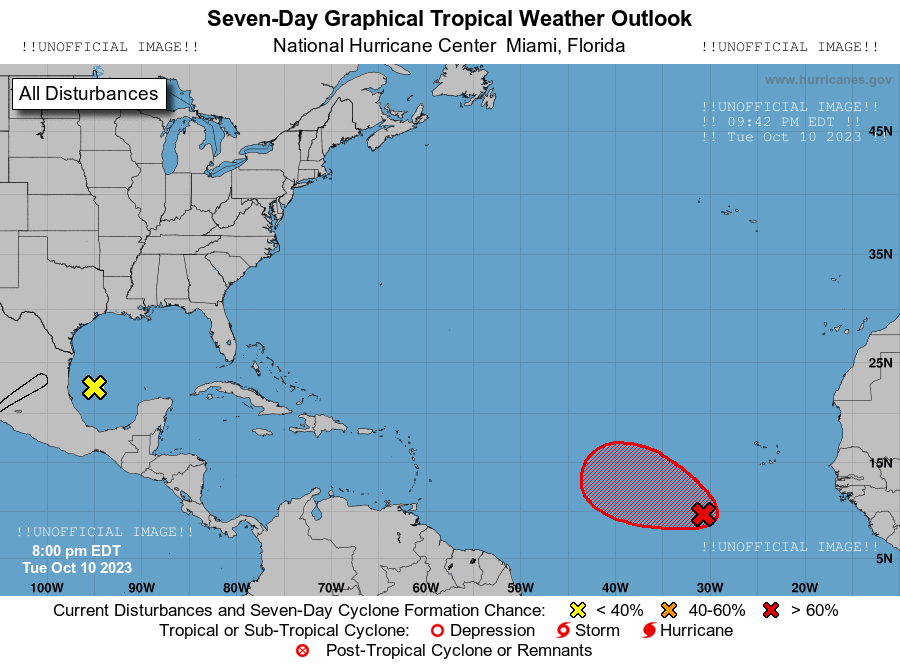 Seven-Day Graphical Tropical Weather Outlook
!!UNOFFICIAL IMAGE!! National Hurricane Center Miami, Florida !!UNOFFICIAL IMAGE!!
www.hurricanes.gov
All Disturbances
!!UNOFFICIAL IMAGE!!
!! 09:42 PM EDT !!
!! Tue Oct 10 2023 !!
45N
35N
25N
15N
!!UNOFFICIAL IMAGE!!
!!UNOFFICIAL IMAGE!!
8:00 pm EDT
5N
Tue Oct 10 2023
100W 90W 80W 70W 60W 50W 40W 30W 20W
Current Disturbances and Seven-Day Cyclone Formation Chance: < 40% 40-60% > 60%
Tropical or Sub-Tropical Cyclone: Depression Storm Hurricane
Post-Tropical Cyclone or Remnants